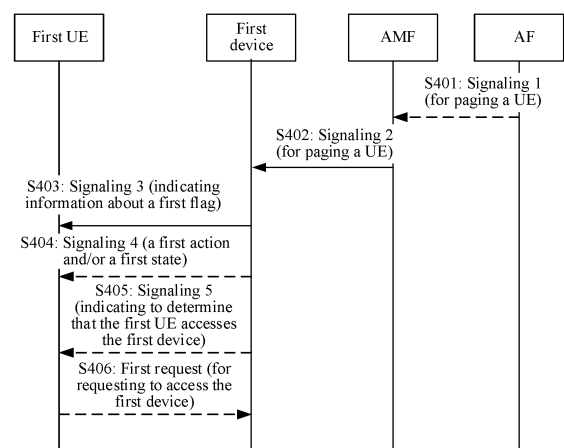 First UE
First
device
AMF
AF
S401: Signaling 1
(for paging a UE)
S402: Signaling 2
(for paging a UE)
S403: Signaling 3 (indicating
information about a first flag)
S404: Signaling 4 (a first action
and/or a first state)
S405: Signaling 5
(indicating to determine
that the first UE accesses
the first device)
S406: First request (for
requesting to access the
first device)